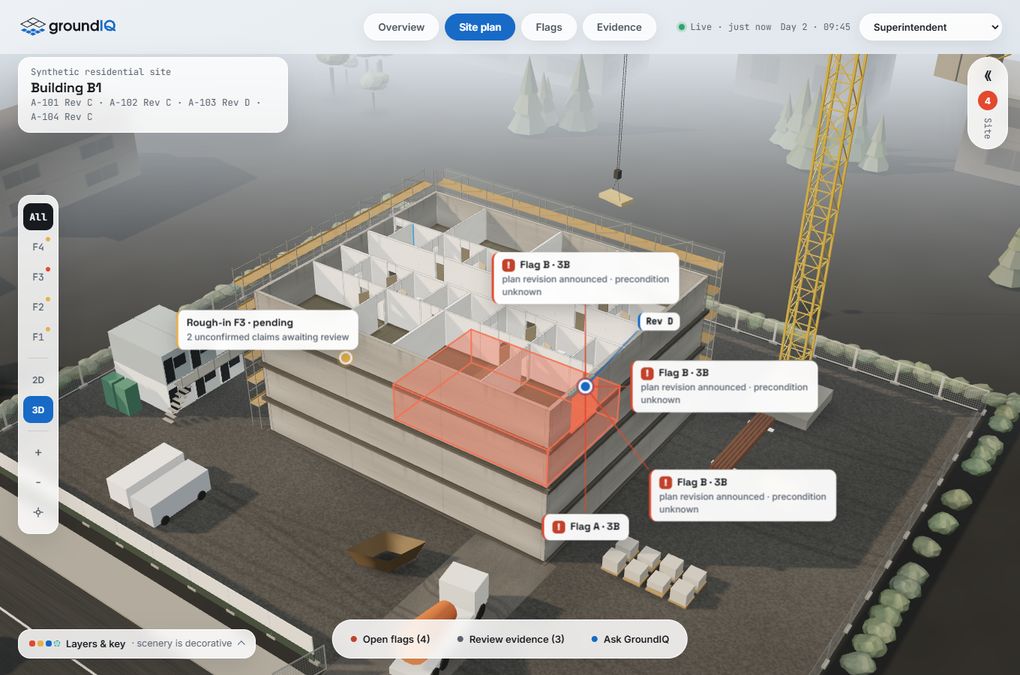 groundIQ
Overview
Site plan
Flags
Evidence
Live · just now Day 2 · 09:45
Superintendent
Synthetic residential site
Building B1
A-101 Rev C · A-102 Rev C · A-103 Rev D ·
A-104 Rev C
4
Site
All
F4
F3
F2
F1
2D
3D
+
-
Flag B · 3B
plan revision announced · precondition
unknown
Rough-in F3 · pending
2 unconfirmed claims awaiting review
Rev D
Flag B · 3B
plan revision announced · precondition
unknown
Flag B · 3B
plan revision announced · precondition
unknown
Flag A · 3B
Layers & key · scenery is decorative
Open flags (4)
Review evidence (3)
Ask GroundIQ